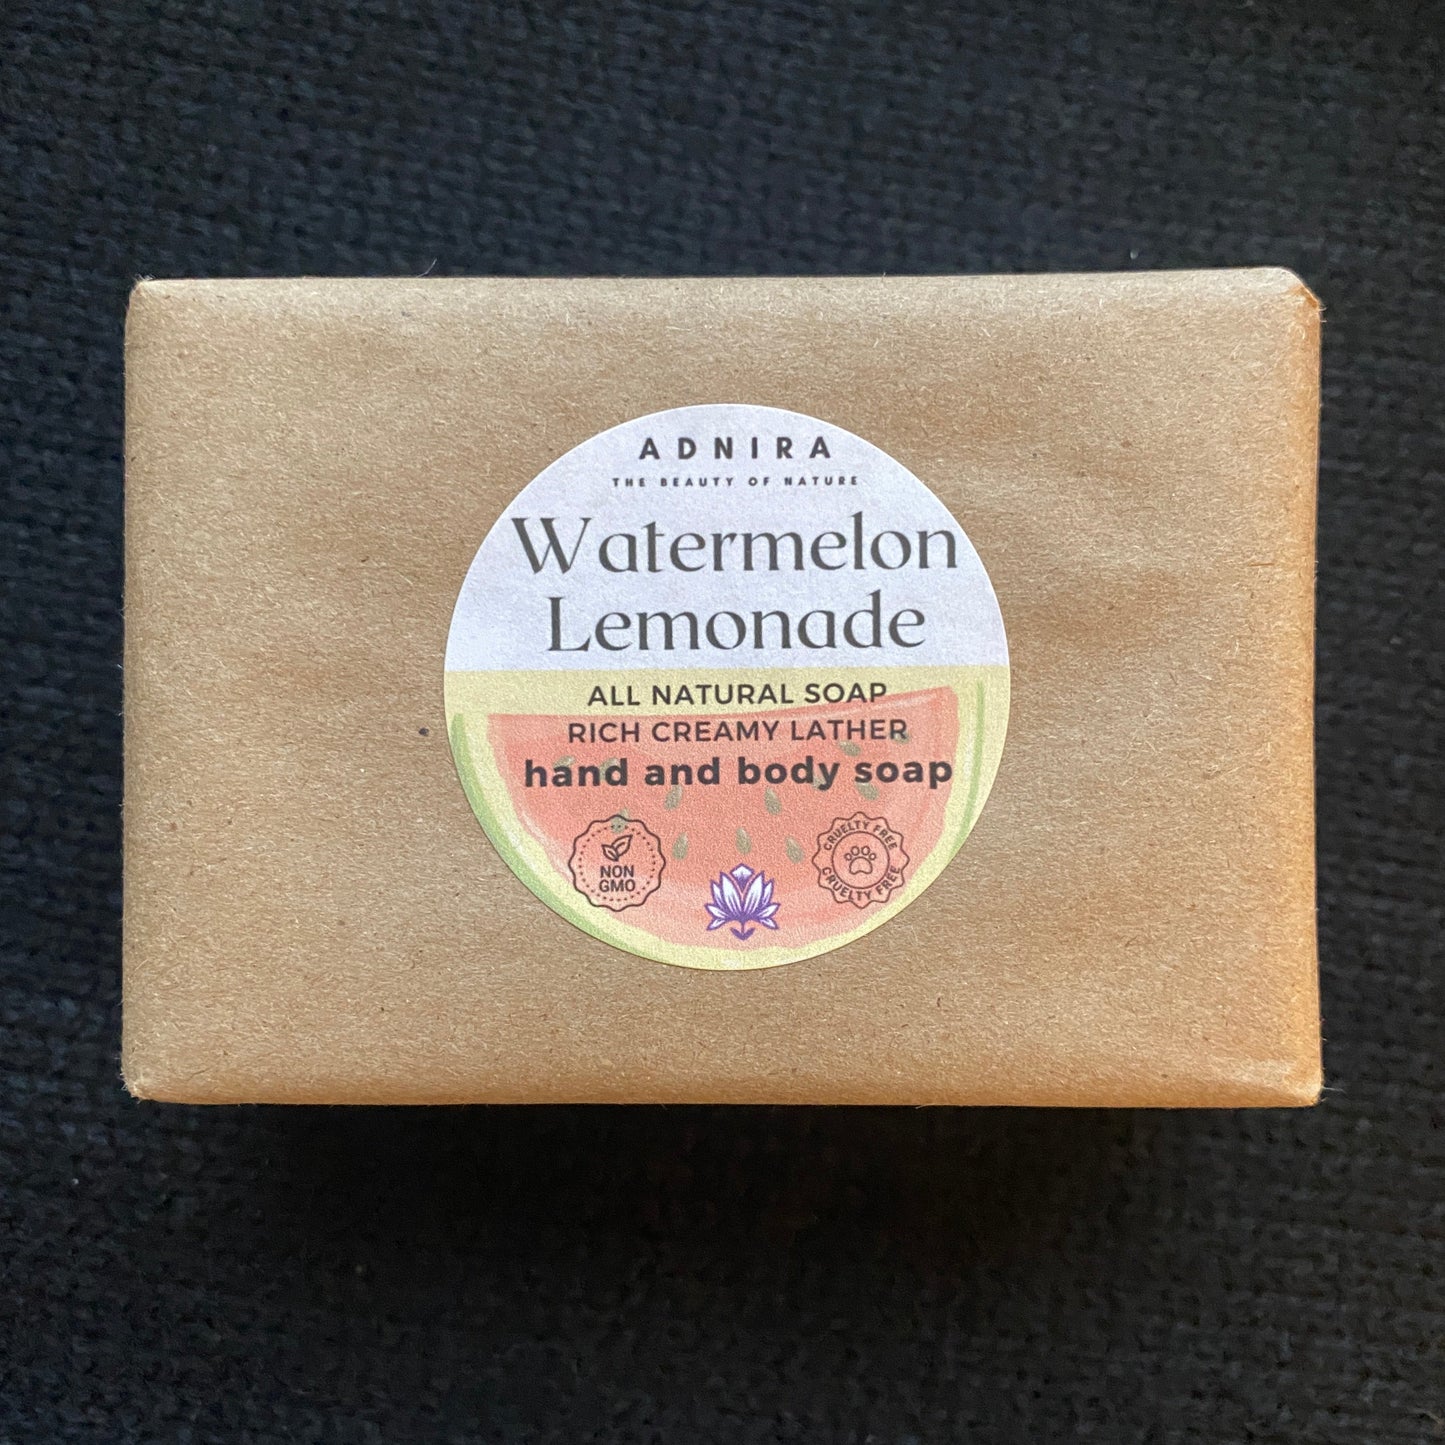 ADNIRA
THE BEAUTY OF NATURE
Watermelon
Lemonade
ALL NATURAL SOAP
RICH CREAMY LATHER
hand and body soap
NON
GMO
CRUELTY FREE
CRUELTY FREE